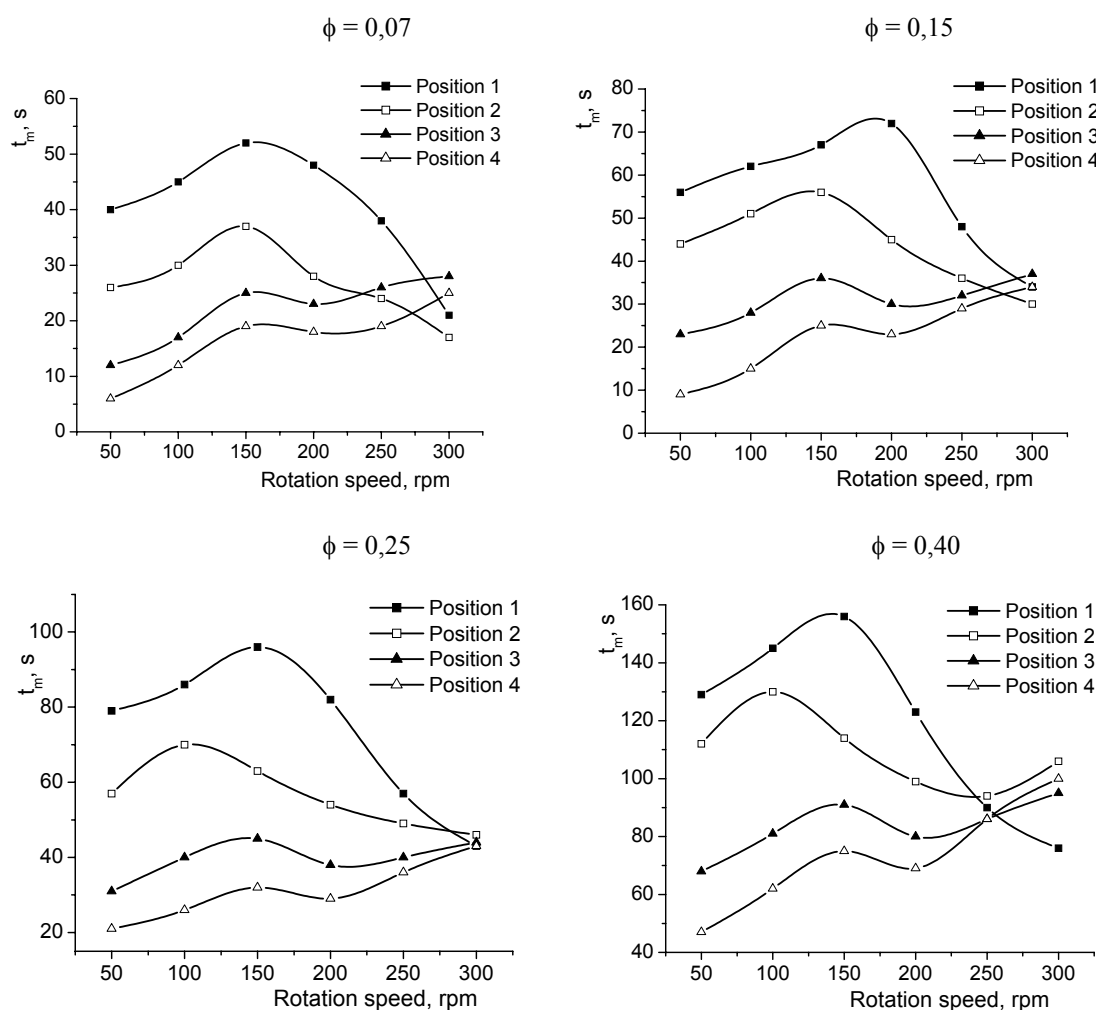 ϕ = 0,07
Position 1
Position 2
Position 3
Position 4
t_m, s
60
50
40
30
20
10
0
50 100 150 200 250 300
Rotation speed, rpm
ϕ = 0,15
Position 1
Position 2
Position 3
Position 4
t_m, s
80
70
60
50
40
30
20
10
0
50 100 150 200 250 300
Rotation speed, rpm
ϕ = 0,25
Position 1
Position 2
Position 3
Position 4
t_m, s
100
80
60
40
20
50 100 150 200 250 300
Rotation speed, rpm
ϕ = 0,40
Position 1
Position 2
Position 3
Position 4
t_m, s
160
140
120
100
80
60
40
50 100 150 200 250 300
Rotation speed, rpm